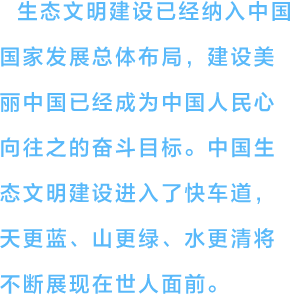 生态文明建设已经纳入中国
国家发展总体布局，建设美
丽中国已经成为中国人民心
向往之的奋斗目标。中国生
态文明建设进入了快车道，
天更蓝、山更绿、水更清将
不断展现在世人面前。